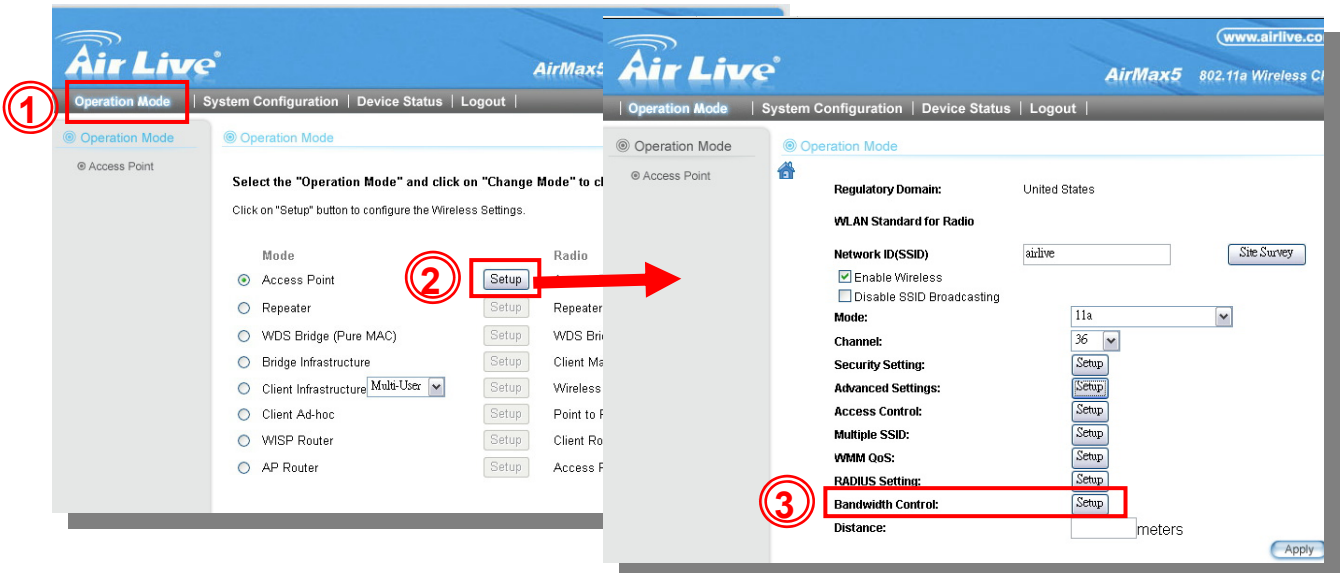 Air Live®
AirMax5
1
Operation Mode | System Configuration | Device Status | Logout |
Operation Mode
Access Point
Operation Mode
Select the "Operation Mode" and click on "Change Mode" to cl
Click on "Setup" button to configure the Wireless Settings.
Mode Radio
2
Access Point Setup
Repeater Setup Repeater
WDS Bridge (Pure MAC) Setup WDS Bri
Bridge Infrastructure Setup Client Ma
Client Infrastructure Multi-User Setup Wireless
Client Ad-hoc Setup Point to P
WISP Router Setup Client Ro
AP Router Setup Access P
www.airlive.co
Air Live®
AirMax5 802.11a Wireless Cl
| Operation Mode | System Configuration | Device Status | Logout |
Operation Mode
Access Point
Operation Mode
Regulatory Domain: United States
WLAN Standard for Radio
Network ID(SSID) airlive Site Survey
Enable Wireless
Disable SSID Broadcasting
Mode: 11a
Channel: 36
Security Setting: Setup
Advanced Settings: Setup
Access Control: Setup
Multiple SSID: Setup
WMM QoS: Setup
RADIUS Setting: Setup
3
Bandwidth Control: Setup
Distance: meters
Apply